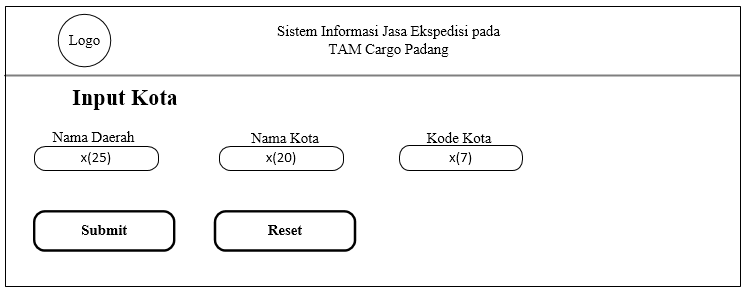 Logo
Sistem Informasi Jasa Ekspedisi pada
TAM Cargo Padang
Input Kota
Nama Daerah Nama Kota Kode Kota
x(25) x(20) x(7)
Submit Reset